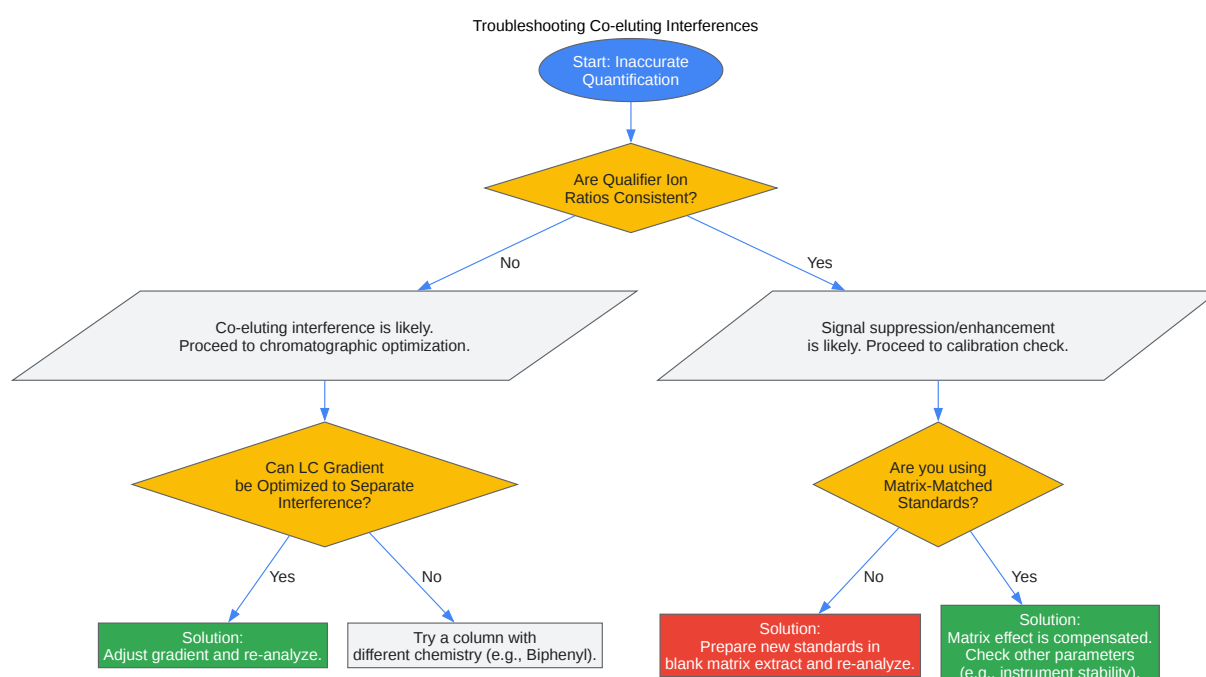 Troubleshooting Co-eluting Interferences
Start: Inaccurate
Quantification
Are Qualifier Ion
Ratios Consistent?
No
Yes
Co-eluting interference is likely.
Proceed to chromatographic optimization.
Signal suppression/enhancement
is likely. Proceed to calibration check.
Can LC Gradient
be Optimized to Separate
Interference?
Are you using
Matrix-Matched
Standards?
Yes
No
No
Yes
Solution:
Adjust gradient and re-analyze.
Try a column with
different chemistry (e.g., Biphenyl).
Solution:
Prepare new standards in
blank matrix extract and re-analyze.
Solution:
Matrix effect is compensated.
Check other parameters
(e.g., instrument stability).